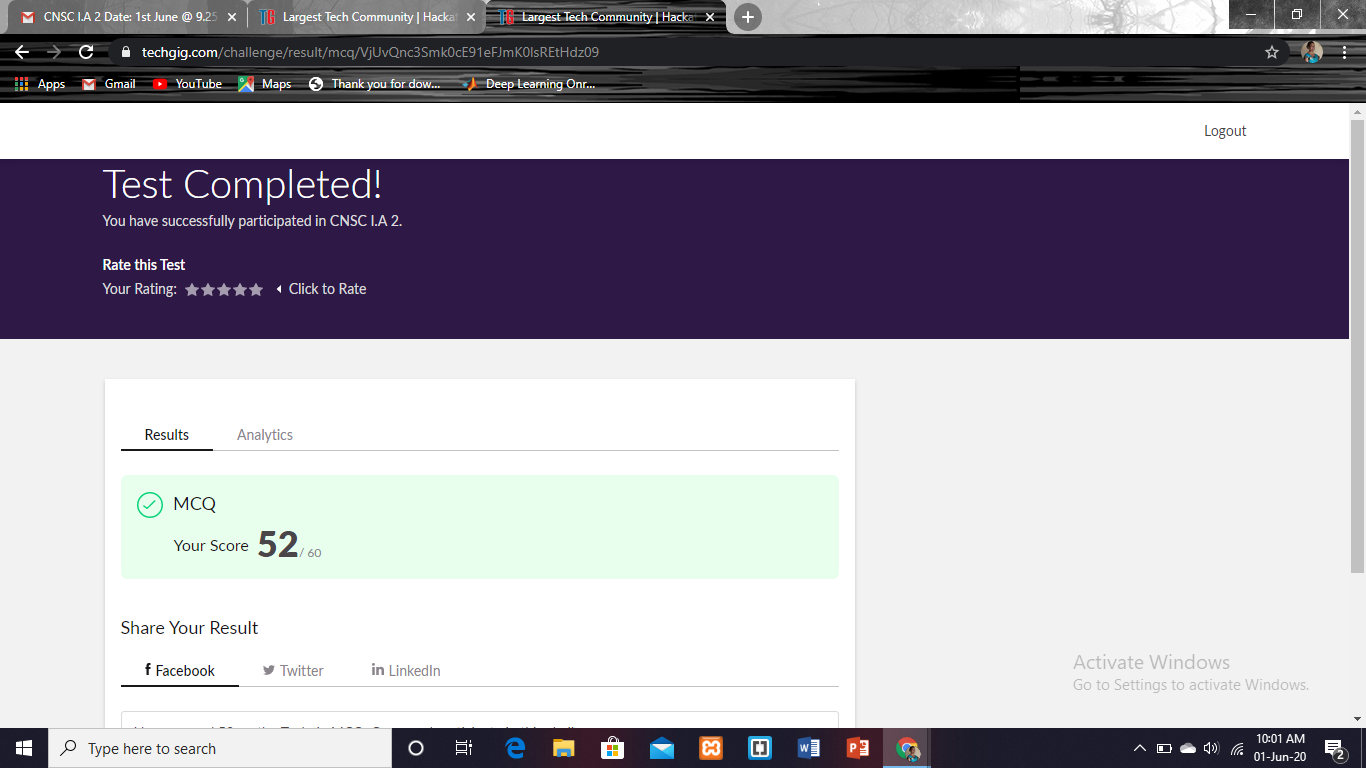 CNSC I.A 2 Date: 1st June @ 9.25
Largest Tech Community | Hacka
Largest Tech Community | Hacka
techgig.com/challenge/result/mcq/VjUvQnc3Smk0cE91eFJmK0lsREtHdz09
Apps Gmail YouTube Maps Thank you for dow... Deep Learning Onr...
Logout
Test Completed!
You have successfully participated in CNSC I.A 2.
Rate this Test
Your Rating: Click to Rate
Results Analytics
MCQ
Your Score 52 / 60
Share Your Result
Facebook Twitter LinkedIn
Activate Windows
Go to Settings to activate Windows.
Type here to search
10:01 AM
01-Jun-20
2